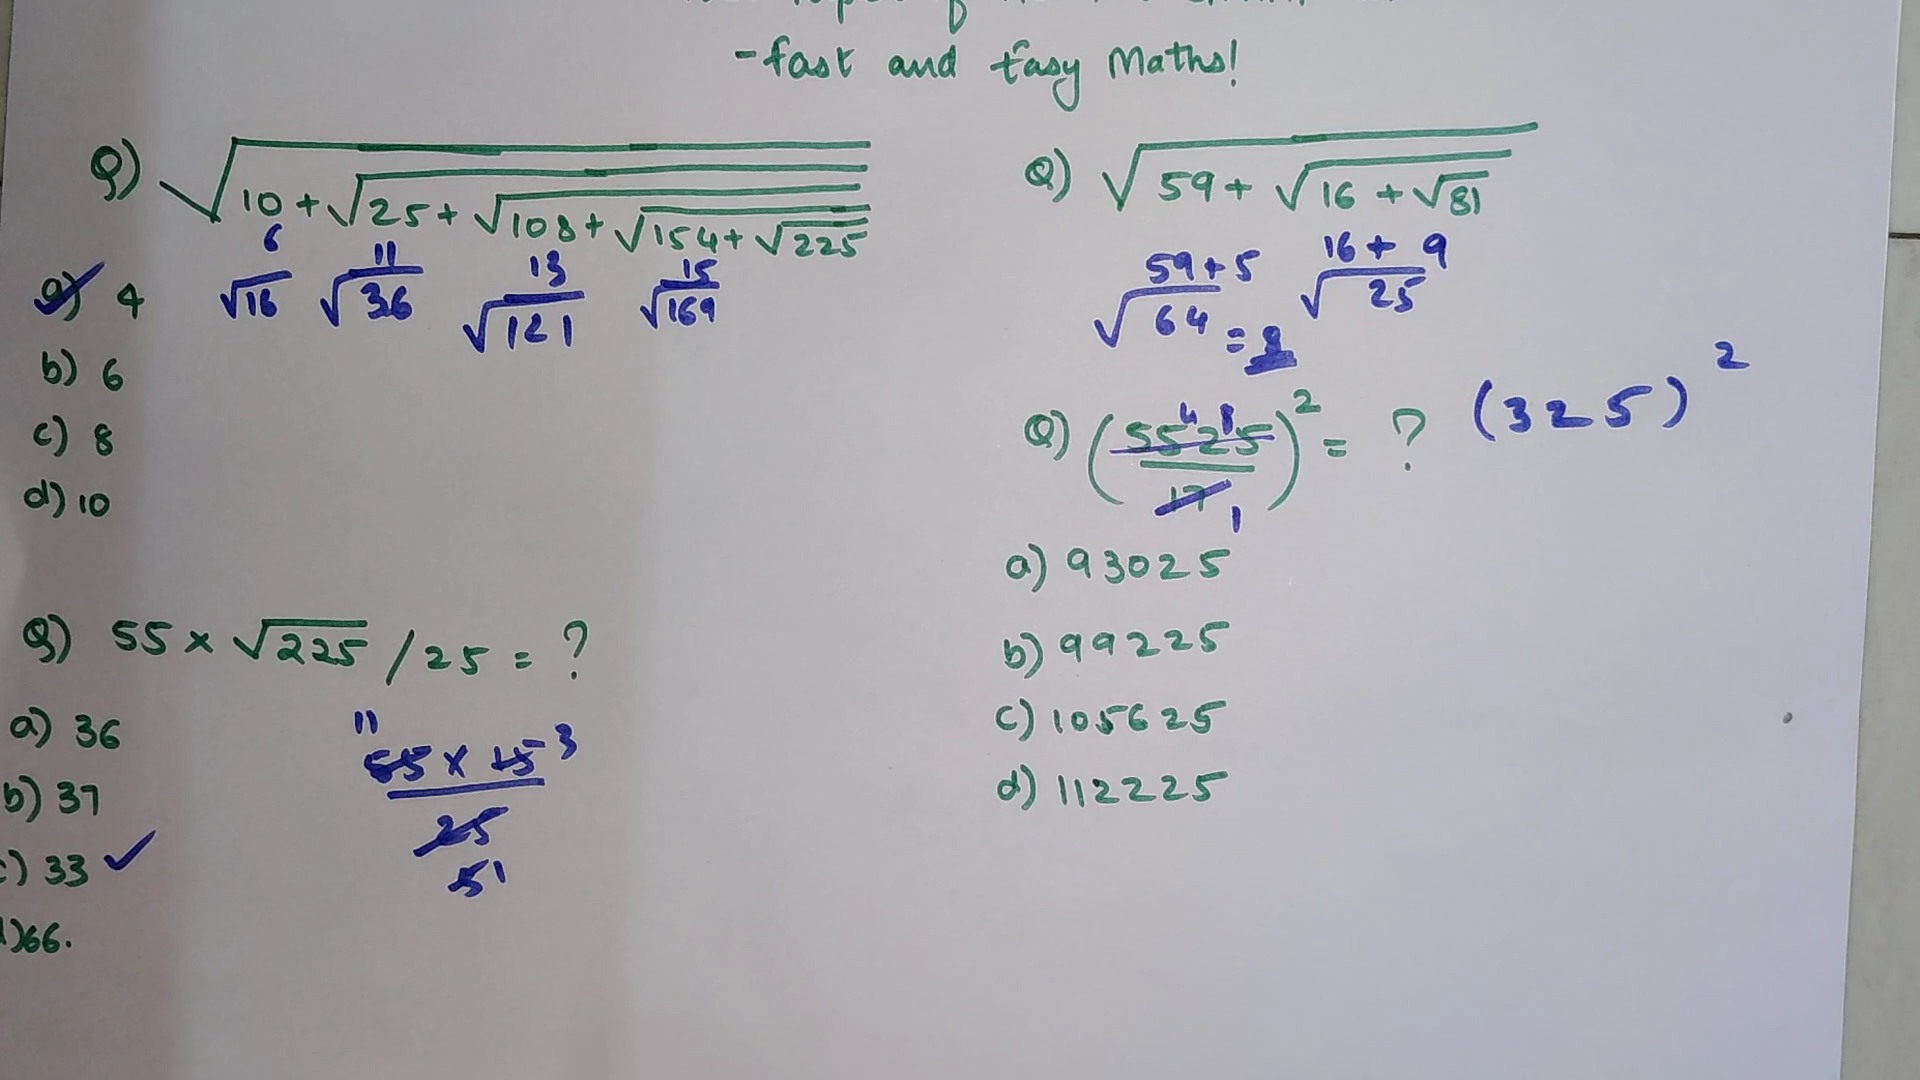 -fast and Easy Maths!
Q) √10+√25+√108+√154+√225
6 11 13 15
√16 √36 √121 √169
a) 4
b) 6
c) 8
d) 10
Q) 55 x √225 / 25 = ?
a) 36
b) 37
c) 33 ✓
d) 66.
11 55 x 15 3
25
5 1
Q) √59+√16+√81
59+5 16+9
√64 = 8 √25
Q) (5525/17)² = ? (325)²
1
a) 93025
b) 99225
c) 105625
d) 112225